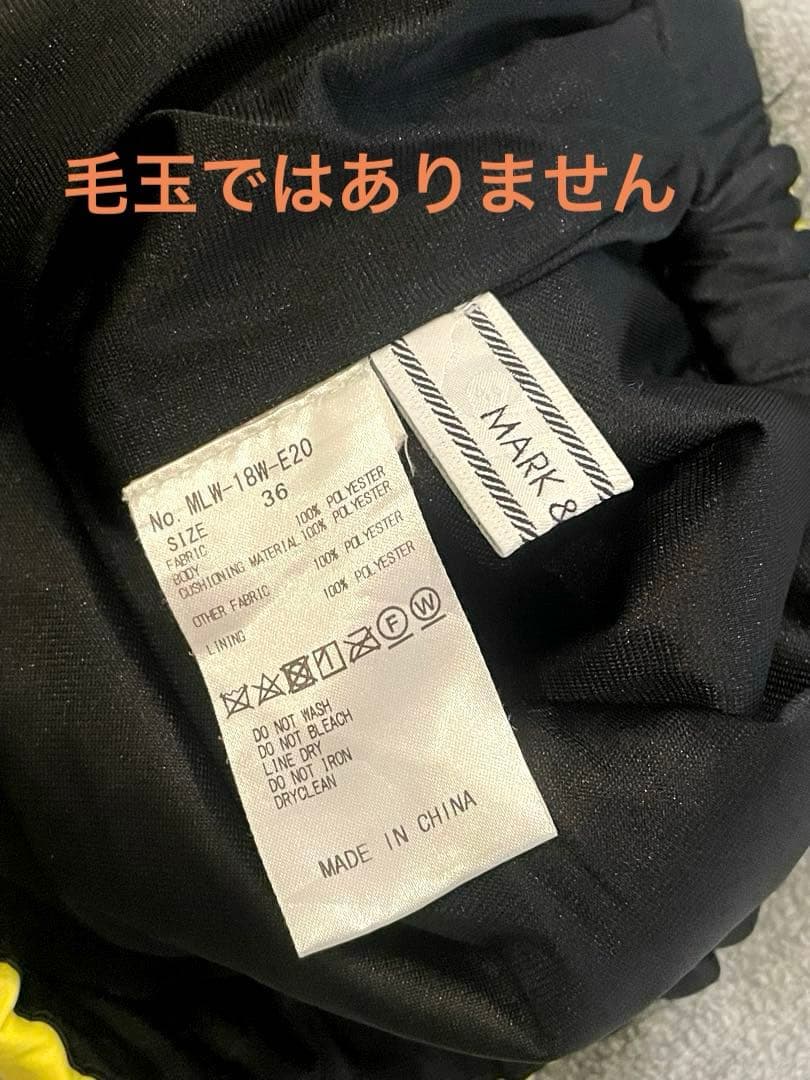 毛玉ではありません
MARK &
No. MLW-18W-E20
SIZE 36
FABRIC
BODY 100% POLYESTER
CUSHIONING MATERIAL 100% POLYESTER
OTHER FABRIC 100% POLYESTER
LINING 100% POLYESTER
F W
DO NOT WASH
DO NOT BLEACH
LINE DRY
DO NOT IRON
DRYCLEAN
MADE IN CHINA